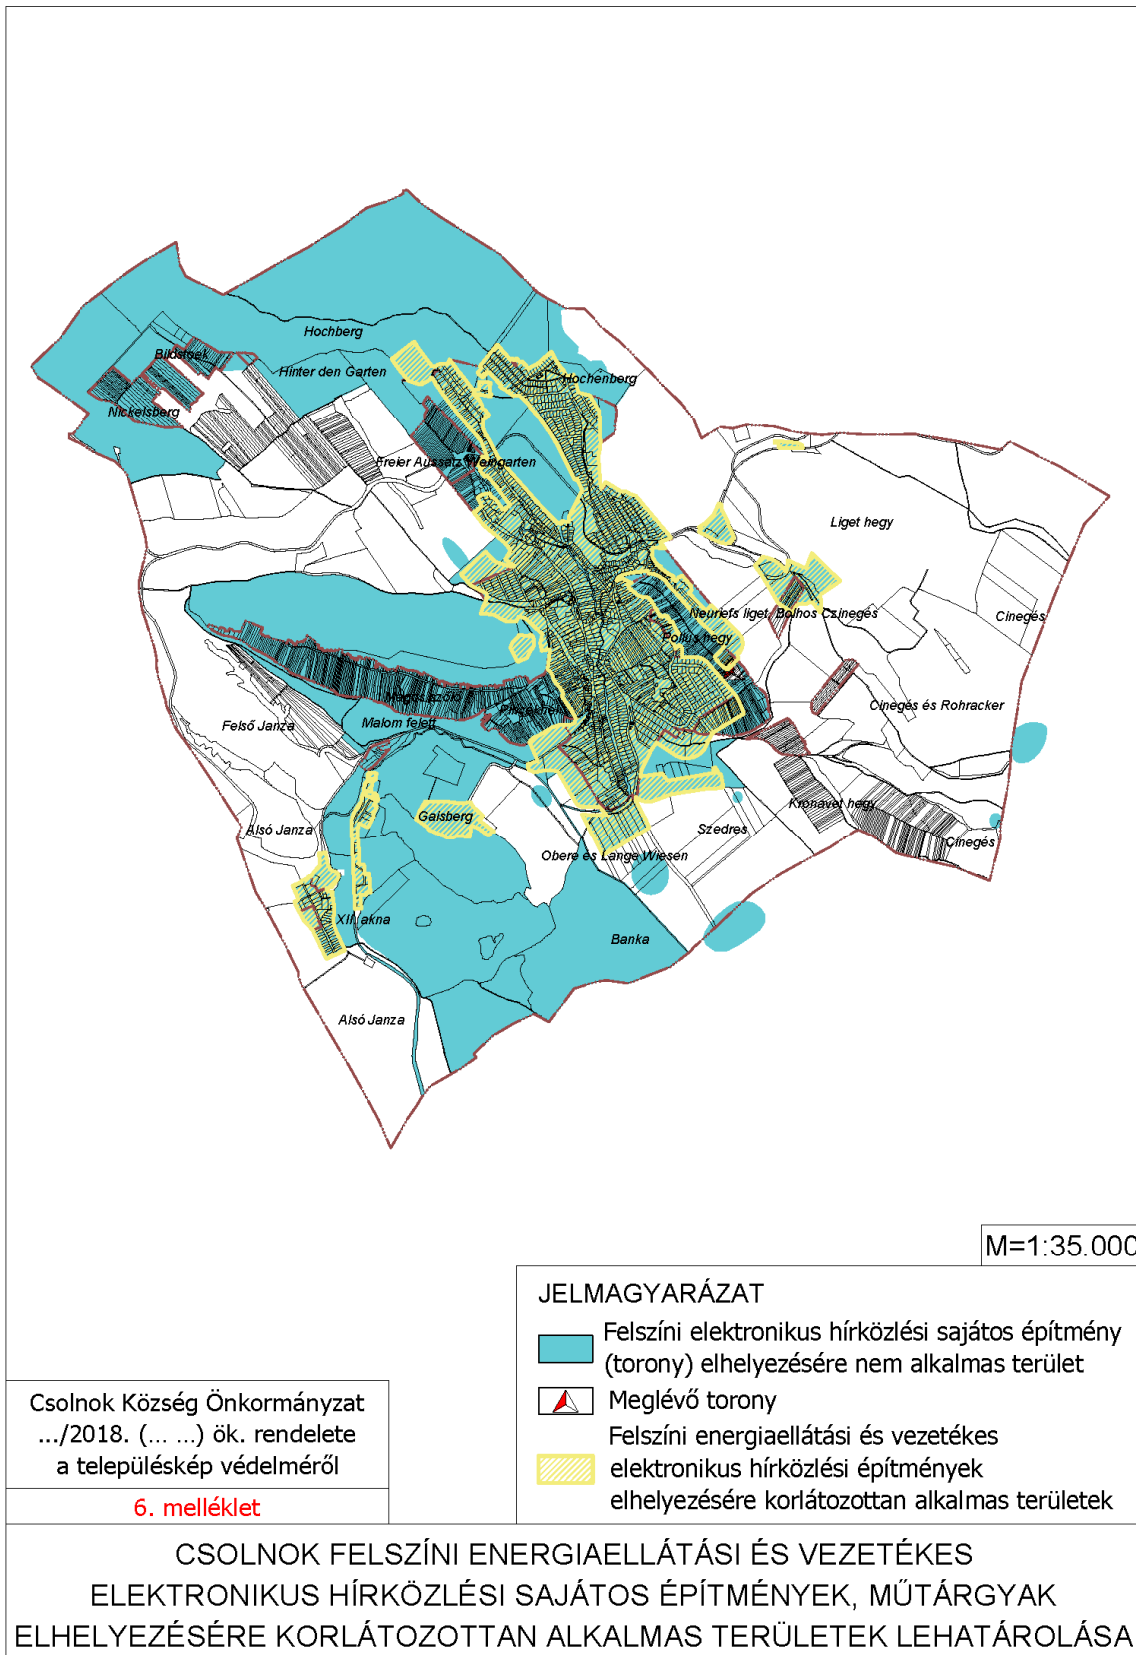 Hochberg
Bildstock
Hinter den Garten
Hochenberg
Nickelsberg
Freier Aussatz Weingarten
Liget hegy
Neuriefs liget
Bolhos Czinegés
Cinegés
Pollus hegy
Cinegés és Rohracker
Malom felett
Felső Janza
Gaisberg
Kronavet hegy
Alsó Janza
Szedres
Cinegés
Obere és Lange Wiesen
XII. akna
Banka
Alsó Janza
M=1:35.000
JELMAGYARÁZAT
Felszíni elektronikus hírközlési sajátos építmény
(torony) elhelyezésére nem alkalmas terület
Meglévő torony
Felszíni energiaellátási és vezetékes
elektronikus hírközlési építmények
elhelyezésére korlátozottan alkalmas területek
Csolnok Község Önkormányzat
.../2018. (... ...) ök. rendelete
a településkép védelméről
6. melléklet
CSOLNOK FELSZÍNI ENERGIAELLÁTÁSI ÉS VEZETÉKES
ELEKTRONIKUS HÍRKÖZLÉSI SAJÁTOS ÉPÍTMÉNYEK, MŰTÁRGYAK
ELHELYEZÉSÉRE KORLÁTOZOTTAN ALKALMAS TERÜLETEK LEHATÁROLÁSA